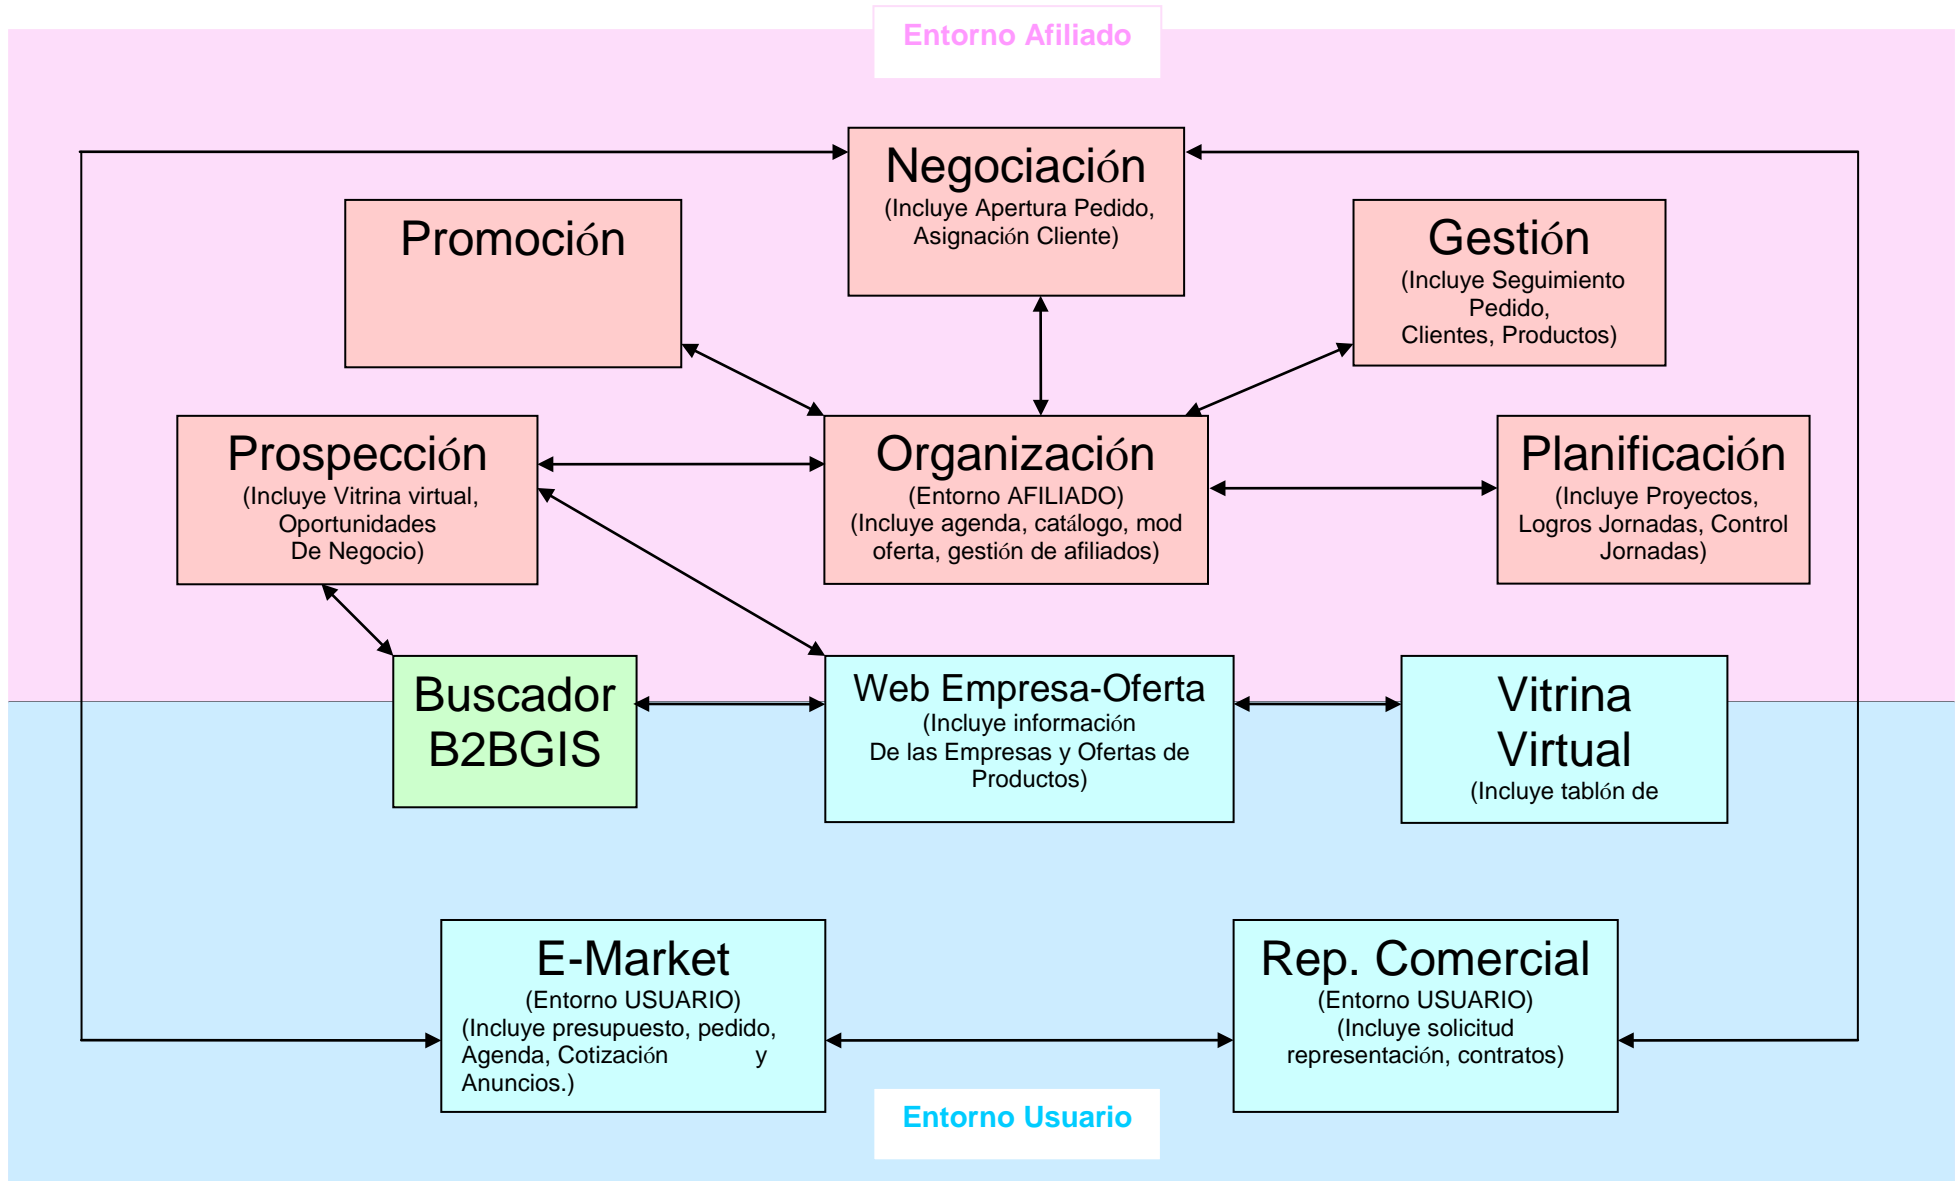 Entorno Afiliado
Negociación
(Incluye Apertura Pedido,
Asignación Cliente)
Promoción
Gestión
(Incluye Seguimiento
Pedido,
Clientes, Productos)
Prospección
(Incluye Vitrina virtual,
Oportunidades
De Negocio)
Organización
(Entorno AFILIADO)
(Incluye agenda, catálogo, mod
oferta, gestión de afiliados)
Planificación
(Incluye Proyectos,
Logros Jornadas, Control
Jornadas)
Buscador
B2BGIS
Web Empresa-Oferta
(Incluye información
De las Empresas y Ofertas de
Productos)
Vitrina
Virtual
(Incluye tablón de
E-Market
(Entorno USUARIO)
(Incluye presupuesto, pedido,
Agenda, Cotización y
Anuncios.)
Rep. Comercial
(Entorno USUARIO)
(Incluye solicitud
representación, contratos)
Entorno Usuario